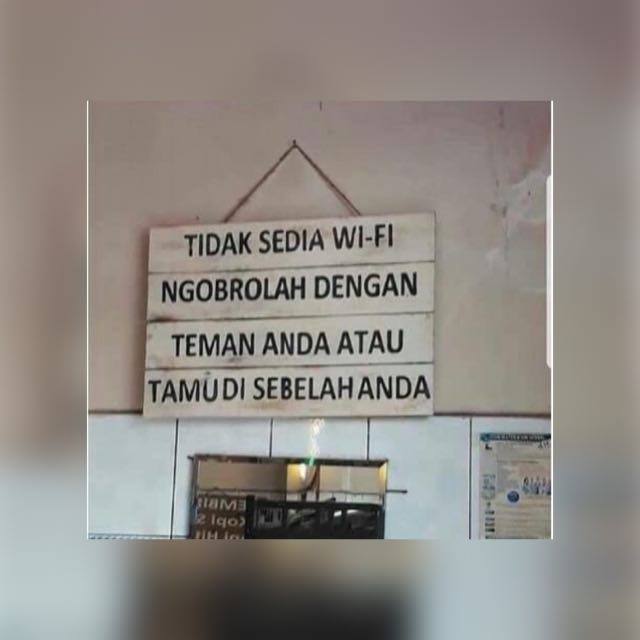 TIDAK SEDIA WI-FI
NGOBROLAH DENGAN
TEMAN ANDA ATAU
TAMU DI SEBELAH ANDA